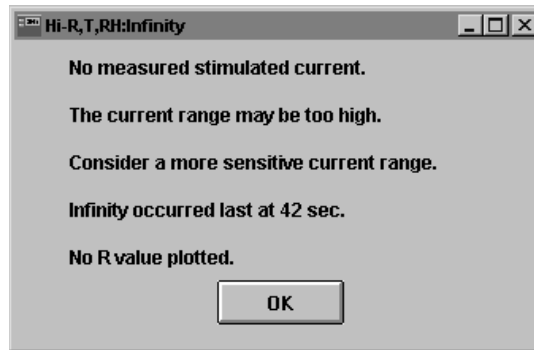 Hi-R,T,RH:Infinity
No measured stimulated current.
The current range may be too high.
Consider a more sensitive current range.
Infinity occurred last at 42 sec.
No R value plotted.
OK